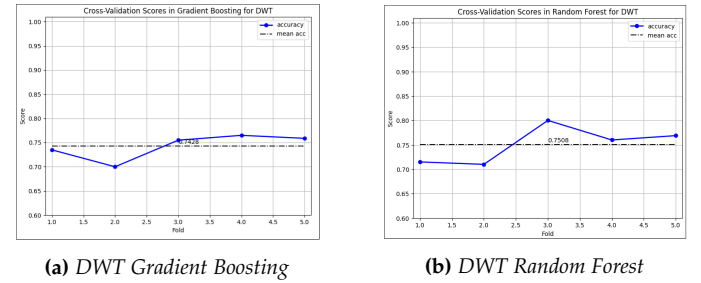 Cross-Validation Scores in Gradient Boosting for DWT
1.00
0.95
0.90
0.85
0.80
0.75
0.70
0.65
0.60
Score
accuracy
mean acc
0.7428
1.0 1.5 2.0 2.5 3.0 3.5 4.0 4.5 5.0
Fold
(a) DWT Gradient Boosting
Cross-Validation Scores in Random Forest for DWT
1.00
0.95
0.90
0.85
0.80
0.75
0.70
0.65
0.60
Score
accuracy
mean acc
0.7508
1.0 1.5 2.0 2.5 3.0 3.5 4.0 4.5 5.0
Fold
(b) DWT Random Forest